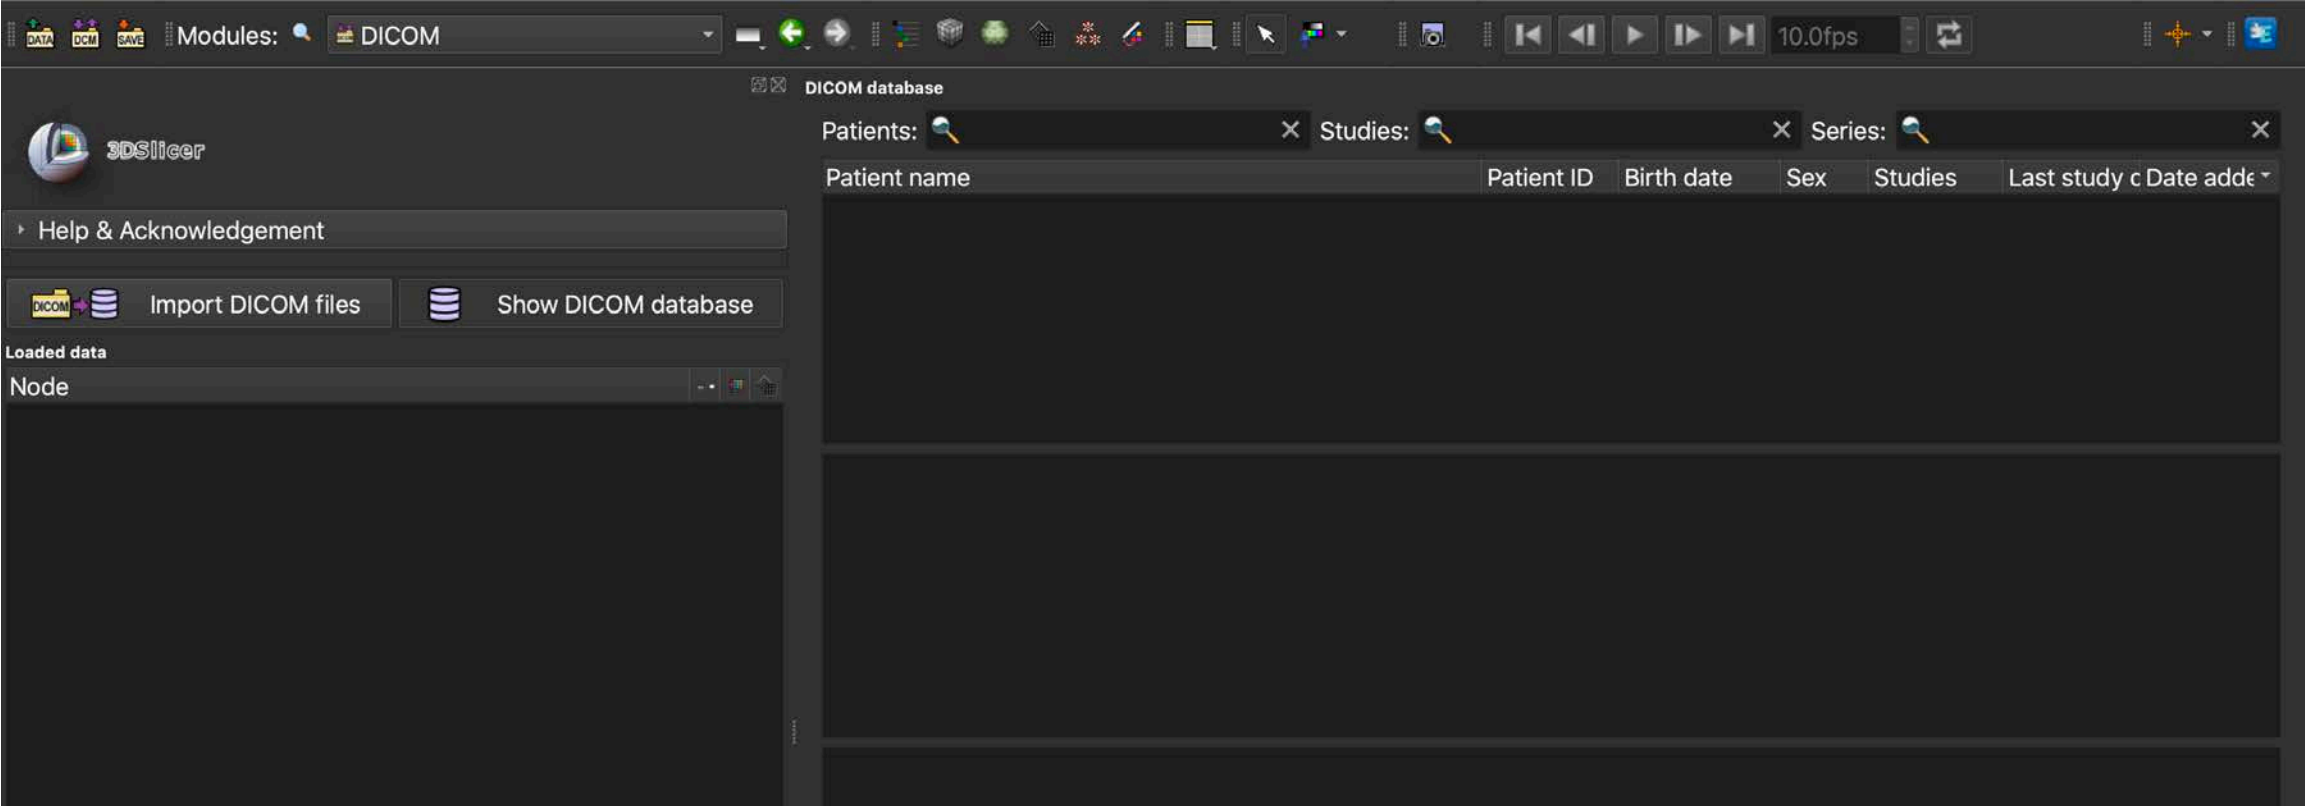 DATA DCM SAVE Modules: DICOM 10.0fps
DICOM database
3DSlicer
Patients: Studies: Series:
Patient name Patient ID Birth date Sex Studies Last study c Date adde
Help & Acknowledgement
DICOM Import DICOM files Show DICOM database
Loaded data
Node